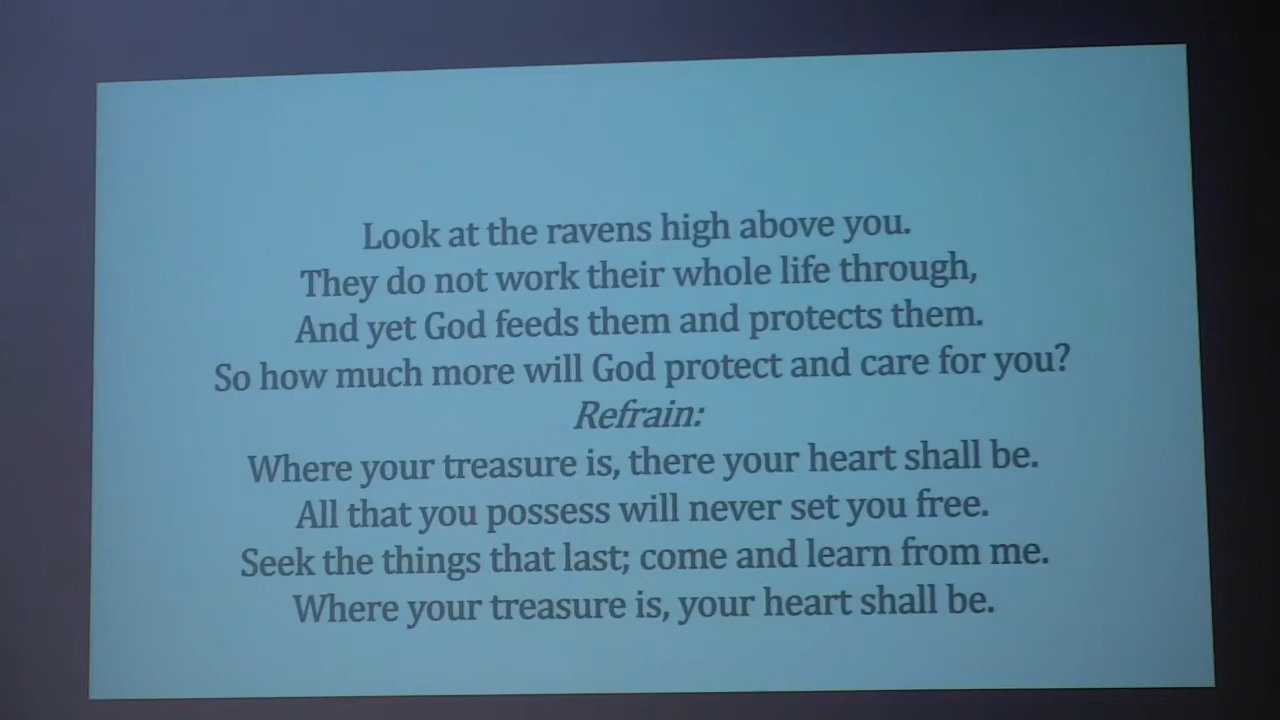 Look at the ravens high above you.
They do not work their whole life through,
And yet God feeds them and protects them.
So how much more will God protect and care for you?
Refrain:
Where your treasure is, there your heart shall be.
All that you possess will never set you free.
Seek the things that last; come and learn from me.
Where your treasure is, your heart shall be.